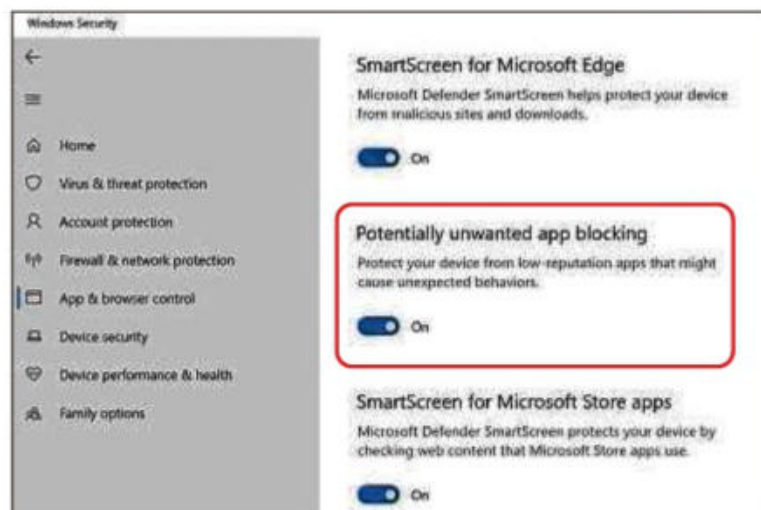 Windows Security
Home
Virus & threat protection
Account protection
Firewall & network protection
App & browser control
Device security
Device performance & health
Family options
SmartScreen for Microsoft Edge
Microsoft Defender SmartScreen helps protect your device
from malicious sites and downloads.
On
Potentially unwanted app blocking
Protect your device from low-reputation apps that might
cause unexpected behaviors.
On
SmartScreen for Microsoft Store apps
Microsoft Defender SmartScreen protects your device by
checking web content that Microsoft Store apps use.
On